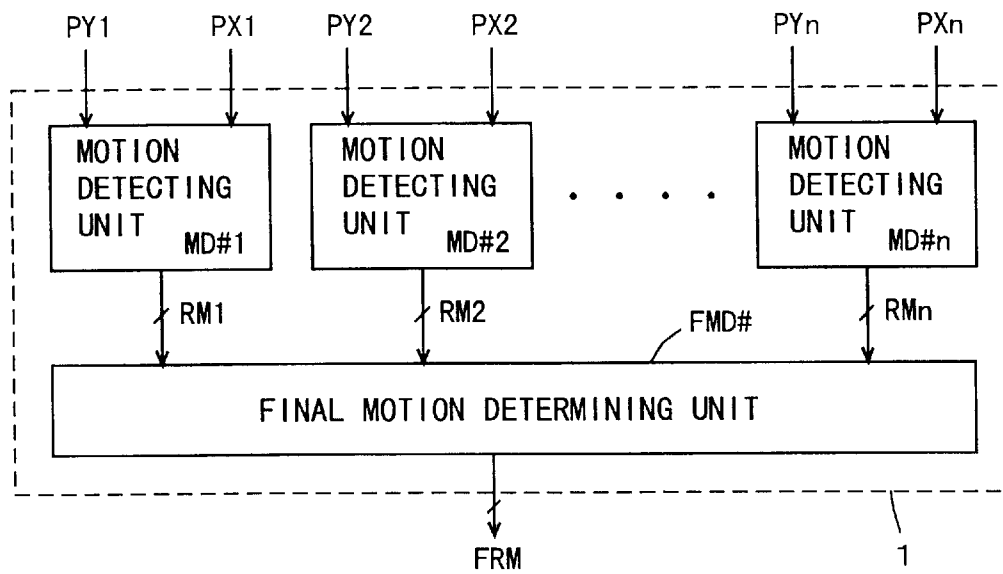 PY1 PX1 PY2 PX2 PYn PXn
MOTION
DETECTING
UNIT
MD#1
MOTION
DETECTING
UNIT
MD#2
. . . .
MOTION
DETECTING
UNIT
MD#n
RM1 RM2 RMn
FMD#
FINAL MOTION DETERMINING UNIT
FRM
1